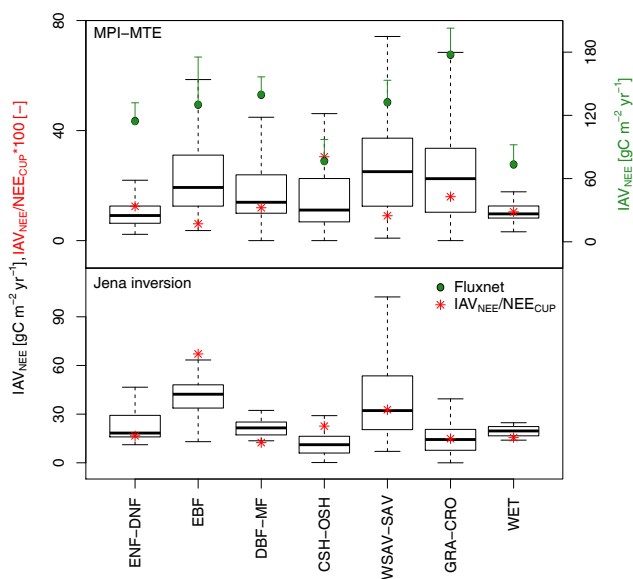 MPI−MTE
80
40
0
180
120
60
0
IAV_NEE [gC m⁻² yr⁻¹], IAV_NEE/NEE_CUP*100 [−]
IAV_NEE [gC m⁻² yr⁻¹]
Jena inversion
Fluxnet
IAV_NEE/NEE_CUP
90
60
30
0
ENF−DNF
EBF
DBF−MF
CSH−OSH
WSAV−SAV
GRA−CRO
WET